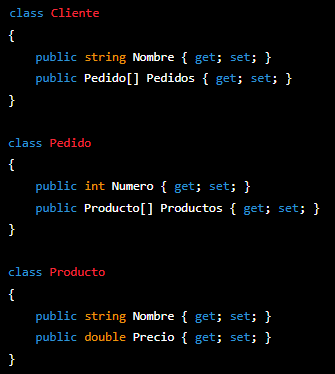 class Cliente
{
    public string Nombre { get; set; }
    public Pedido[] Pedidos { get; set; }
}

class Pedido
{
    public int Numero { get; set; }
    public Producto[] Productos { get; set; }
}

class Producto
{
    public string Nombre { get; set; }
    public double Precio { get; set; }
}